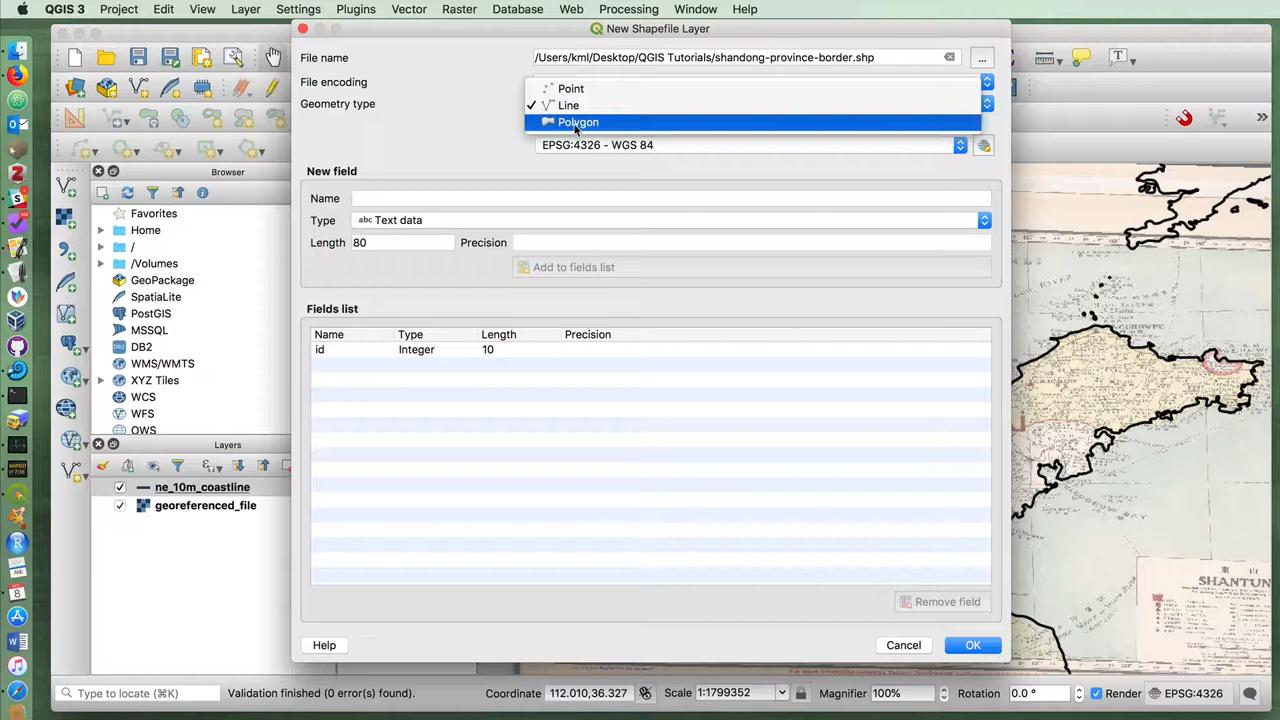 QGIS 3 Project Edit View Layer Settings Plugins Vector Raster Database Web Processing Window Help
New Shapefile Layer
File name /Users/kml/Desktop/QGIS Tutorials/shandong-province-border.shp ...
File encoding
Point
Geometry type
Line
Polygon
EPSG:4326 - WGS 84
New field
Name
Type abc Text data
Length 80 Precision
Add to fields list
Fields list
Name Type Length Precision
id Integer 10
Remove field
Help Cancel OK
Browser
Favorites
Home
/
/Volumes
GeoPackage
SpatiaLite
PostGIS
MSSQL
DB2
WMS/WMTS
XYZ Tiles
WCS
WFS
OWS
Layers
ne_10m_coastline
georeferenced_file
SHANTUN
Type to locate (⌘K) Validation finished (0 error(s) found). Coordinate 112.010,36.327 Scale 1:1799352 Magnifier 100% Rotation 0.0 ° Render EPSG:4326